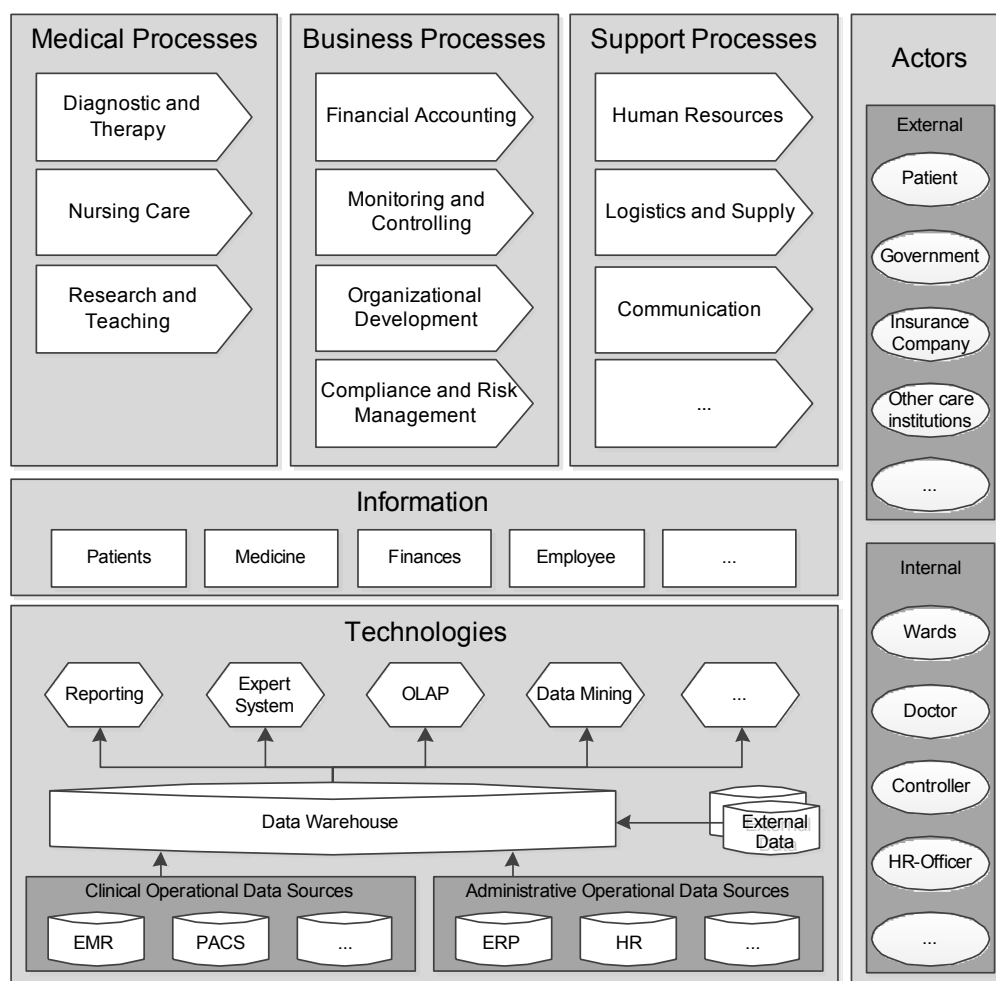 Medical Processes
Diagnostic and
Therapy
Nursing Care
Research and
Teaching
Business Processes
Financial Accounting
Monitoring and
Controlling
Organizational
Development
Compliance and Risk
Management
Support Processes
Human Resources
Logistics and Supply
Communication
...
Actors
External
Patient
Government
Insurance
Company
Other care
institutions
...
Internal
Wards
Doctor
Controller
HR-Officer
...
Information
Patients
Medicine
Finances
Employee
...
Technologies
Reporting
Expert
System
OLAP
Data Mining
...
Data Warehouse
External
Data
Clinical Operational Data Sources
EMR
PACS
...
Administrative Operational Data Sources
ERP
HR
...